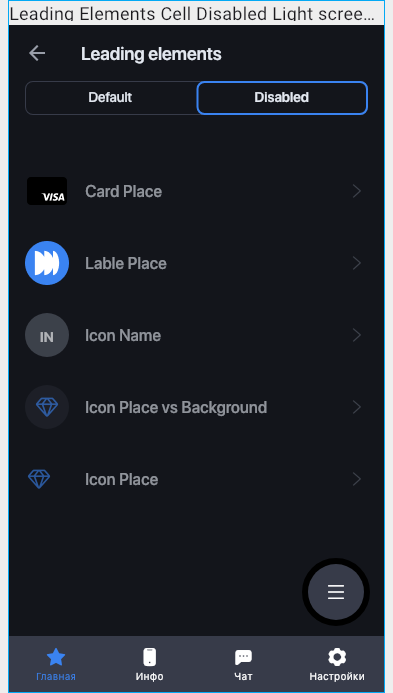 Leading Elements Cell Disabled Light scree...
Leading elements
Default
Disabled
VISA
Card Place
Lable Place
IN
Icon Name
Icon Place vs Background
Icon Place
Главная
Инфо
Чат
Настройки